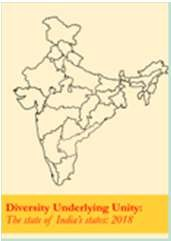 Diversity Underlying Unity:
The state of India's states: 2018